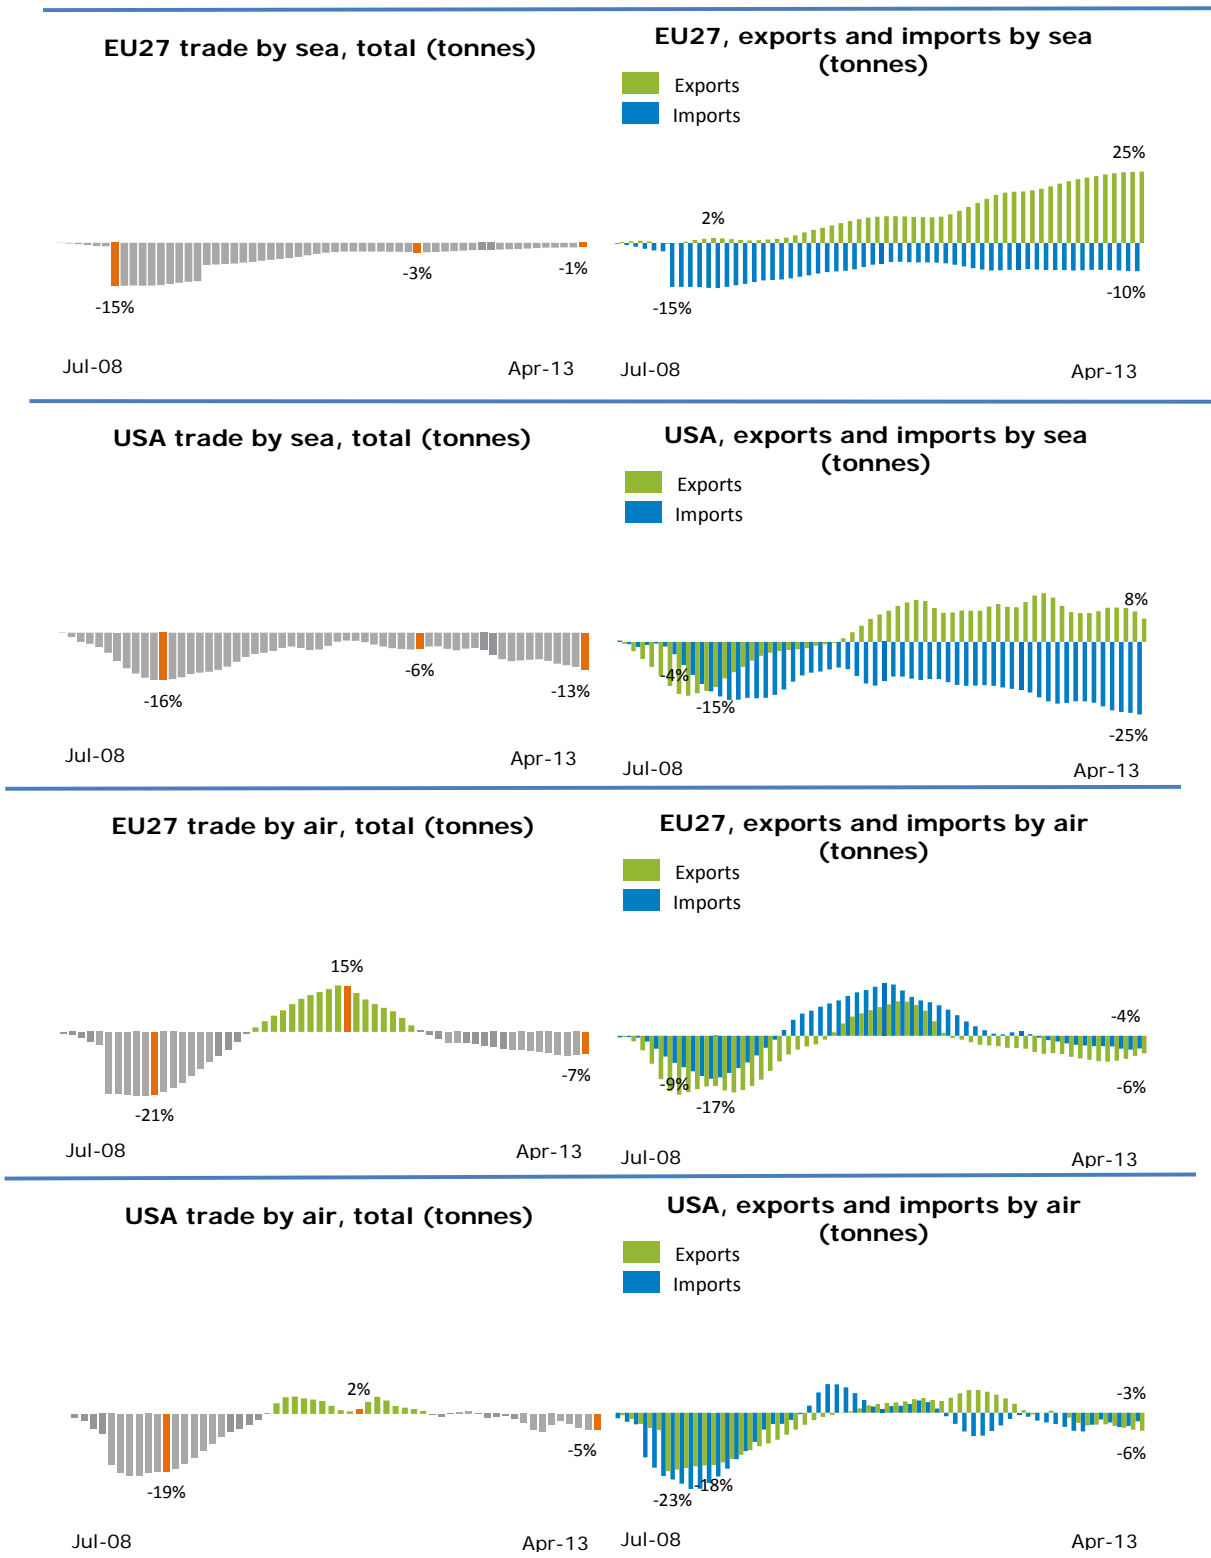 EU27 trade by sea, total (tonnes)
-15%
-3%
-1%
Jul-08
Apr-13
EU27, exports and imports by sea
(tonnes)
Exports
Imports
2%
25%
-15%
-10%
Jul-08
Apr-13
USA trade by sea, total (tonnes)
-16%
-6%
-13%
Jul-08
Apr-13
USA, exports and imports by sea
(tonnes)
Exports
Imports
8%
-4%
-15%
-25%
Jul-08
Apr-13
EU27 trade by air, total (tonnes)
15%
-21%
-7%
Jul-08
Apr-13
EU27, exports and imports by air
(tonnes)
Exports
Imports
-4%
-9%
-17%
-6%
Jul-08
Apr-13
USA trade by air, total (tonnes)
2%
-19%
-5%
Jul-08
Apr-13
USA, exports and imports by air
(tonnes)
Exports
Imports
-3%
-18%
-23%
-6%
Jul-08
Apr-13